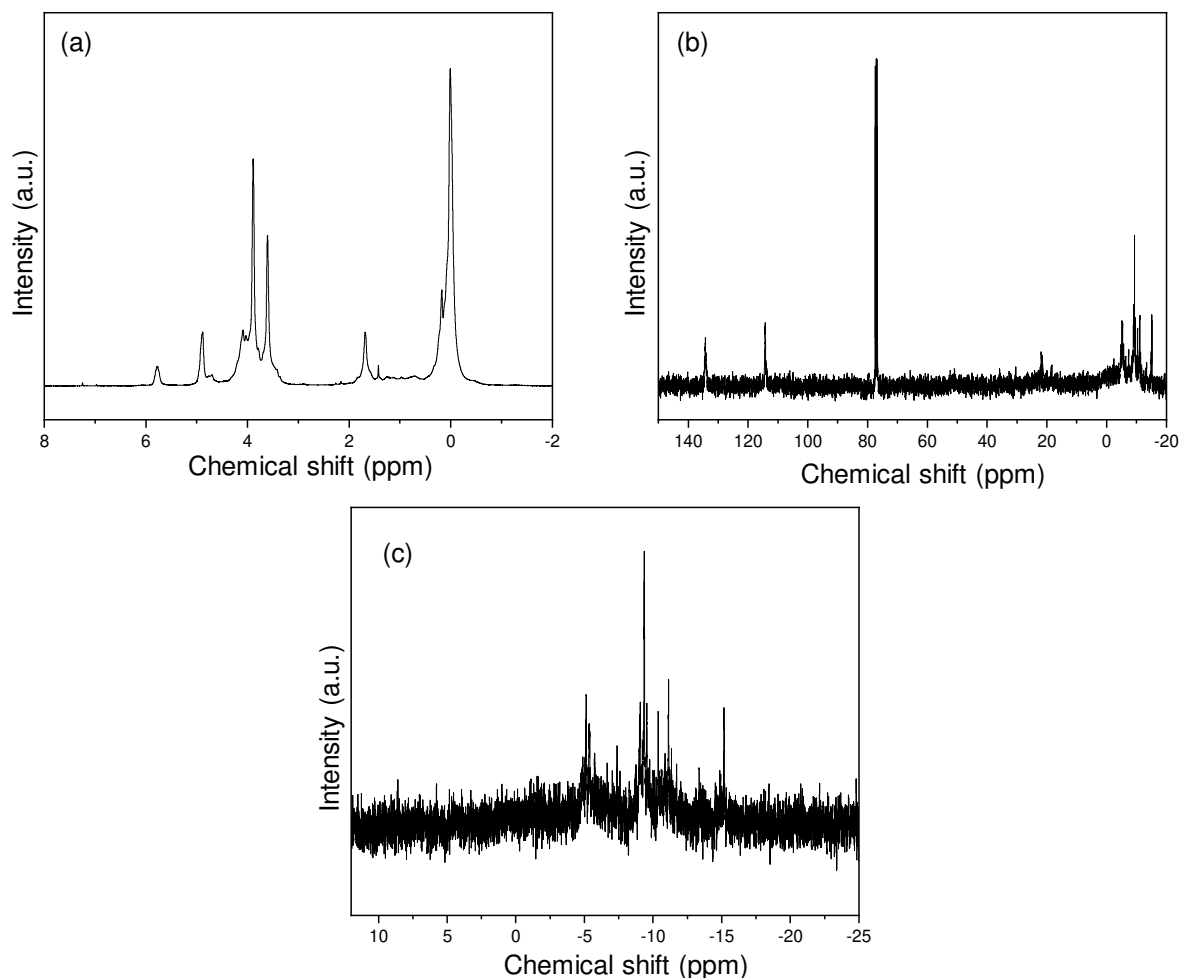 (a)
Intensity (a.u.)
8 6 4 2 0 -2
Chemical shift (ppm)
(b)
Intensity (a.u.)
140 120 100 80 60 40 20 0 -20
Chemical shift (ppm)
(c)
Intensity (a.u.)
10 5 0 -5 -10 -15 -20 -25
Chemical shift (ppm)